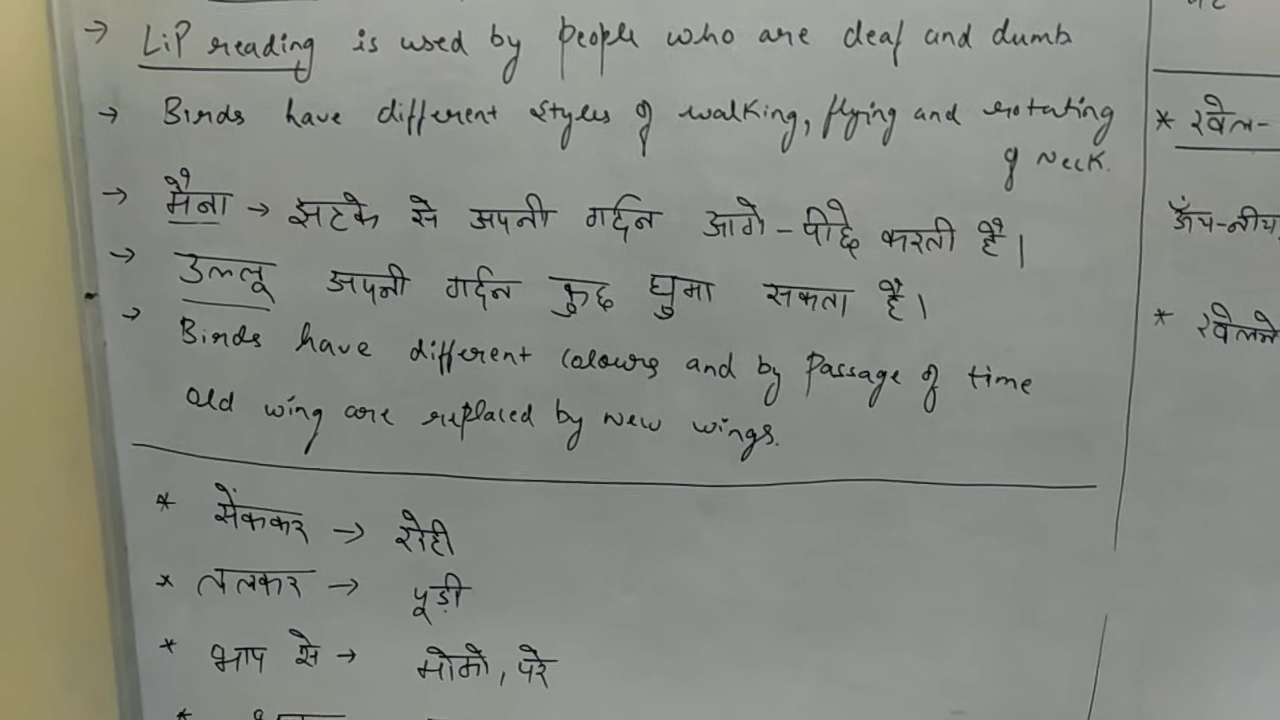 → Lip reading is used by people who are deaf and dumb
→ Birds have different styles of walking, flying and rotating
of Neck.
→ मैना → झटके से अपनी गर्दन आगे-पीछे करती है।
→ उल्लू अपनी गर्दन कुछ घुमा सकता है।
→ Birds have different colours and by passage of time
old wing are replaced by new wings.
* सेंककर → रोटी
* तलकर → पूड़ी
* भाप से → मोमो, परे
* खेल-
ऊँच-नीच,
* खेलने